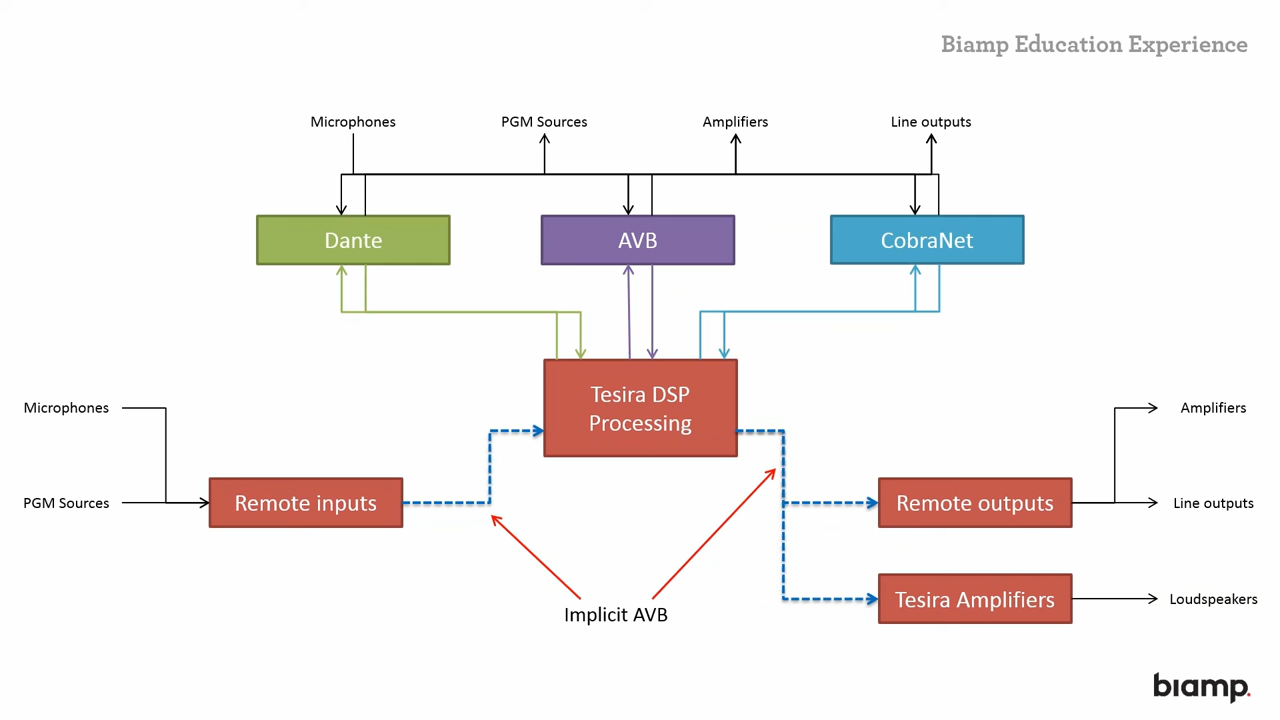 Biamp Education Experience
Microphones
PGM Sources
Amplifiers
Line outputs
Dante
AVB
CobraNet
Tesira DSP
Processing
Microphones
PGM Sources
Remote inputs
Remote outputs
Amplifiers
Line outputs
Tesira Amplifiers
Loudspeakers
Implicit AVB
biamp.